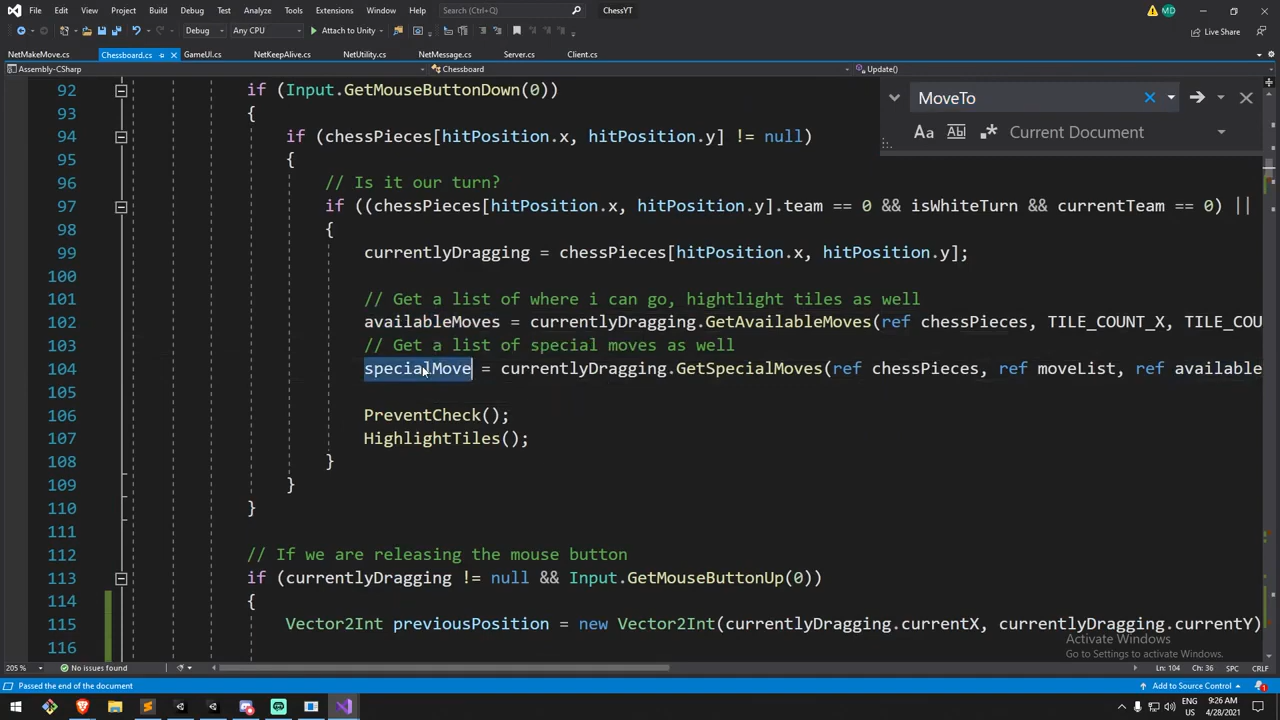 File Edit View Git Project Build Debug Test Analyze Tools Extensions Window Help Search (Ctrl+Q) ChessYT MD
Debug Any CPU Attach to Unity Live Share
NetMakeMove.cs Chessboard.cs GameUI.cs NetKeepAlive.cs NetUtility.cs NetMessage.cs Server.cs Client.cs
Assembly-CSharp Chessboard Update()
MoveTo
Aa Abl .* Current Document
92 if (Input.GetMouseButtonDown(0))
93 {
94 if (chessPieces[hitPosition.x, hitPosition.y] != null)
95 {
96 // Is it our turn?
97 if ((chessPieces[hitPosition.x, hitPosition.y].team == 0 && isWhiteTurn && currentTeam == 0) ||
98 {
99 currentlyDragging = chessPieces[hitPosition.x, hitPosition.y];
100
101 // Get a list of where i can go, hightlight tiles as well
102 availableMoves = currentlyDragging.GetAvailableMoves(ref chessPieces, TILE_COUNT_X, TILE_COU
103 // Get a list of special moves as well
104 specialMove = currentlyDragging.GetSpecialMoves(ref chessPieces, ref moveList, ref available
105
106 PreventCheck();
107 HighlightTiles();
108 }
109 }
110 }
111
112 // If we are releasing the mouse button
113 if (currentlyDragging != null && Input.GetMouseButtonUp(0))
114 {
115 Vector2Int previousPosition = new Vector2Int(currentlyDragging.currentX, currentlyDragging.currentY)
116
Activate Windows
Go to Settings to activate Windows.
205 % No issues found Ln: 104 Ch: 36 SPC CRLF
Passed the end of the document Add to Source Control 1
ENG US 9:26 AM 4/28/2021